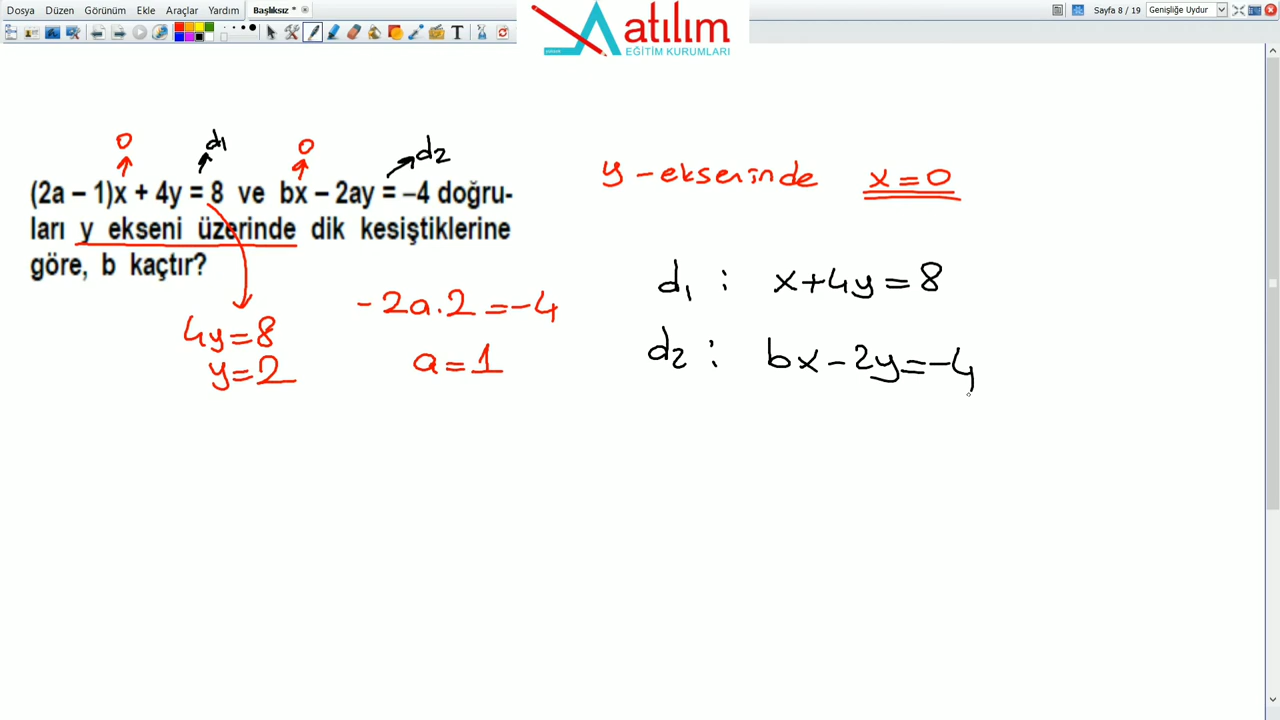 Dosya Düzen Görünüm Ekle Araçlar Yardım Başlıksız * Sayfa 8 / 19 Genişliğe Uydur
atılım
EĞİTİM KURUMLARI
0 d1 0 d2
(2a – 1)x + 4y = 8 ve bx – 2ay = –4 doğru-
ları y ekseni üzerinde dik kesiştiklerine
göre, b kaçtır?
4y=8
y=2
-2a.2=-4
a=1
y-ekseninde x=0
d1 : x+4y=8
d2 : bx-2y=-4